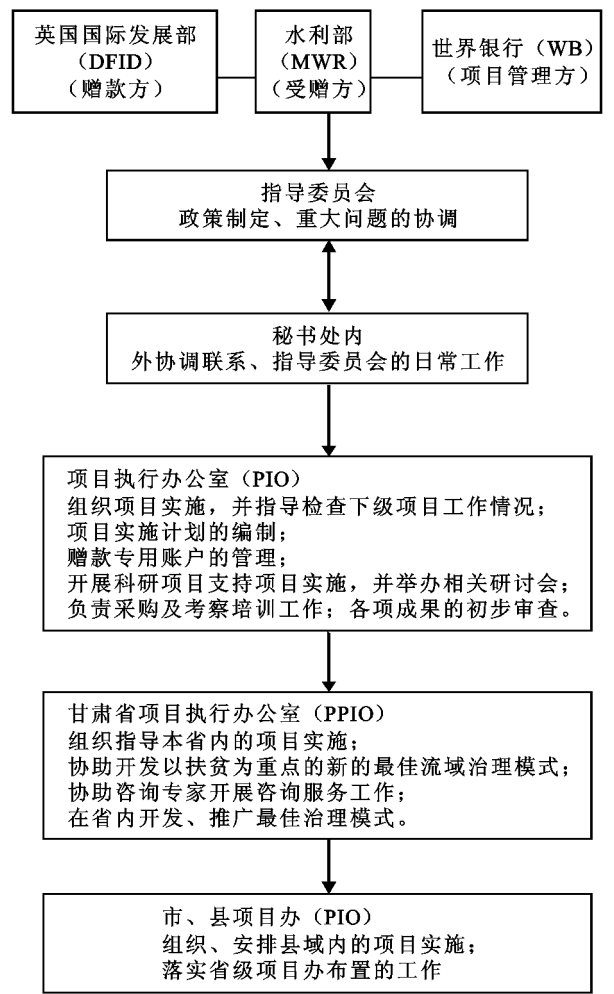 英国国际发展部
（DFID）
（赠款方）
水利部
（MWR）
（受赠方）
世界银行（WB）
（项目管理方）
指导委员会
政策制定、重大问题的协调
秘书处内
外协调联系、指导委员会的日常工作
项目执行办公室（PIO）
组织项目实施，并指导检查下级项目工作情况；
项目实施计划的编制；
赠款专用账户的管理；
开展科研项目支持项目实施，并举办相关研讨会；
负责采购及考察培训工作；各项成果的初步审查。
甘肃省项目执行办公室（PPIO）
组织指导本省内的项目实施；
协助开发以扶贫为重点的新的最佳流域治理模式；
协助咨询专家开展咨询服务工作；
在省内开发、推广最佳治理模式。
市、县项目办（PIO）
组织、安排县域内的项目实施；
落实省级项目办布置的工作